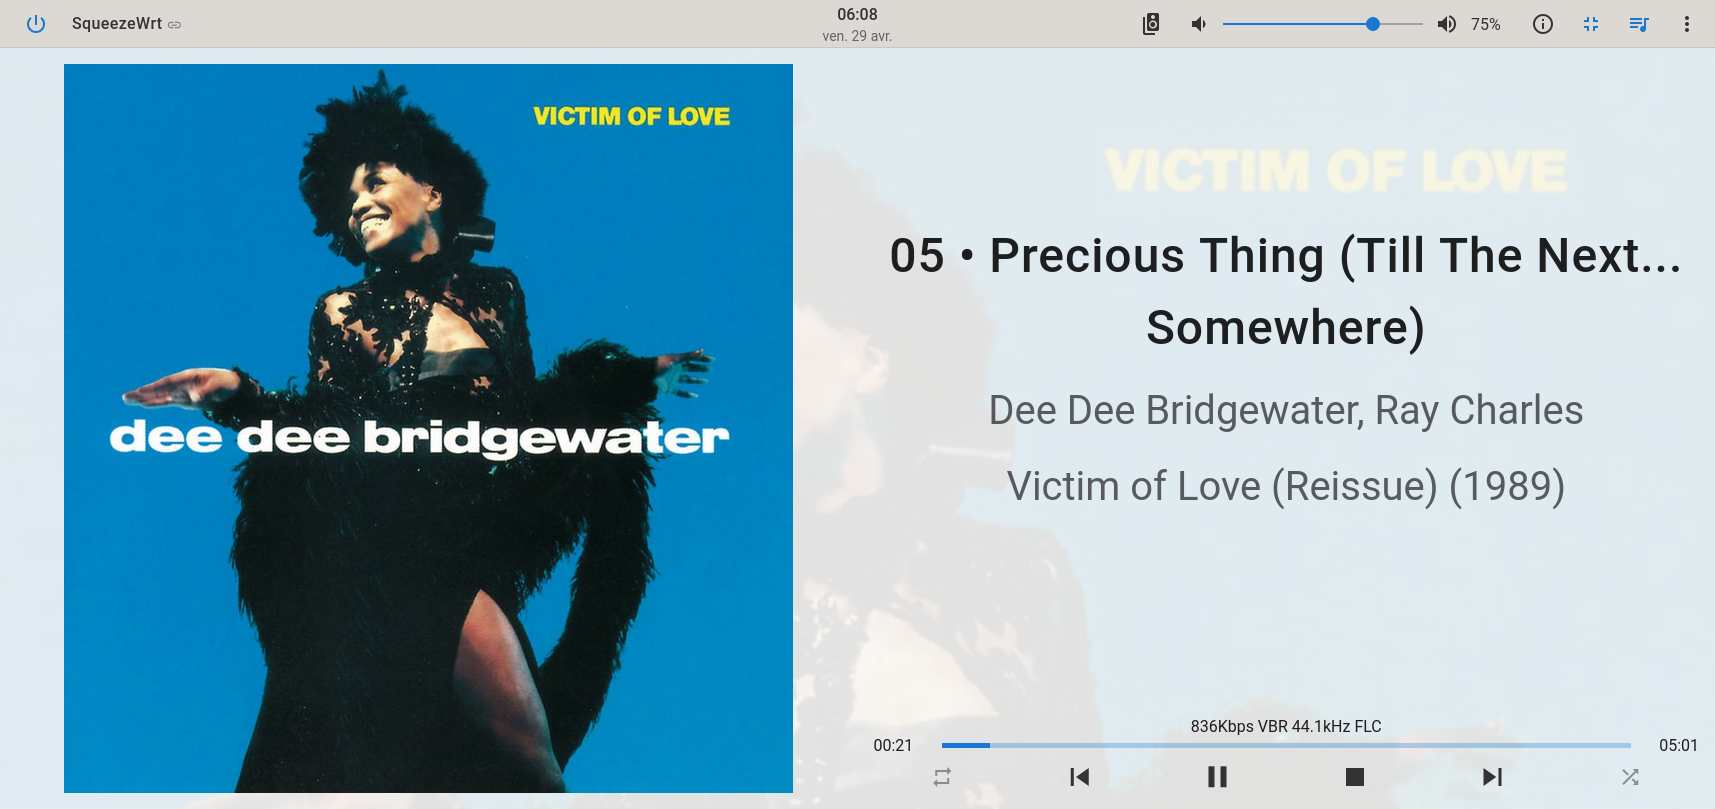 SqueezeWrt
06:08
ven. 29 avr.
75%
VICTIM OF LOVE
dee dee bridgewater
VICTIM OF LOVE
05 • Precious Thing (Till The Next...
Somewhere)
Dee Dee Bridgewater, Ray Charles
Victim of Love (Reissue) (1989)
836Kbps VBR 44.1kHz FLC
00:21
05:01